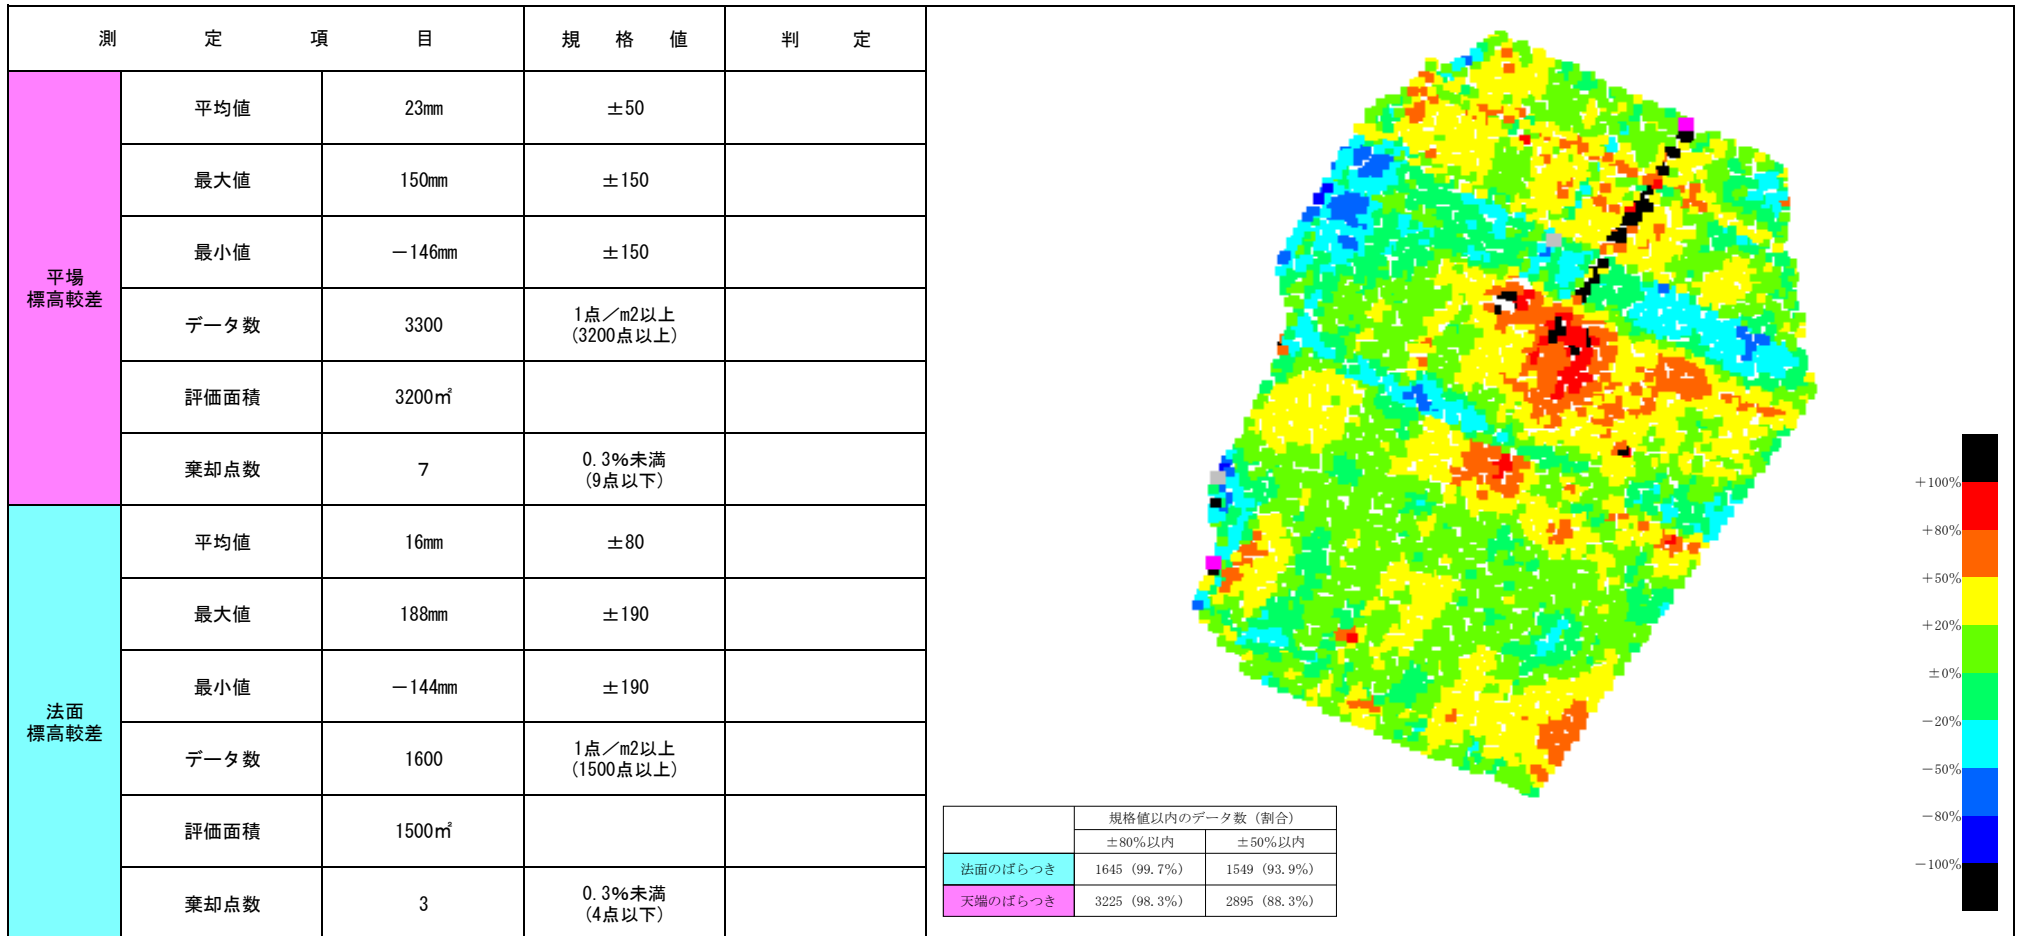 測定項目 規格値 判定
平場
標高較差
平均値 23mm ±50
最大値 150mm ±150
最小値 －146mm ±150
データ数 3300 1点／m2以上
(3200点以上)
評価面積 3200㎡
棄却点数 7 0.3%未満
(9点以下)
法面
標高較差
平均値 16mm ±80
最大値 188mm ±190
最小値 －144mm ±190
データ数 1600 1点／m2以上
(1500点以上)
評価面積 1500㎡
棄却点数 3 0.3%未満
(4点以下)
規格値以内のデータ数（割合）
±80%以内 ±50%以内
法面のばらつき 1645（99.7%） 1549（93.9%）
天端のばらつき 3225（98.3%） 2895（88.3%）
+100%
+80%
+50%
+20%
±0%
－20%
－50%
－80%
－100%